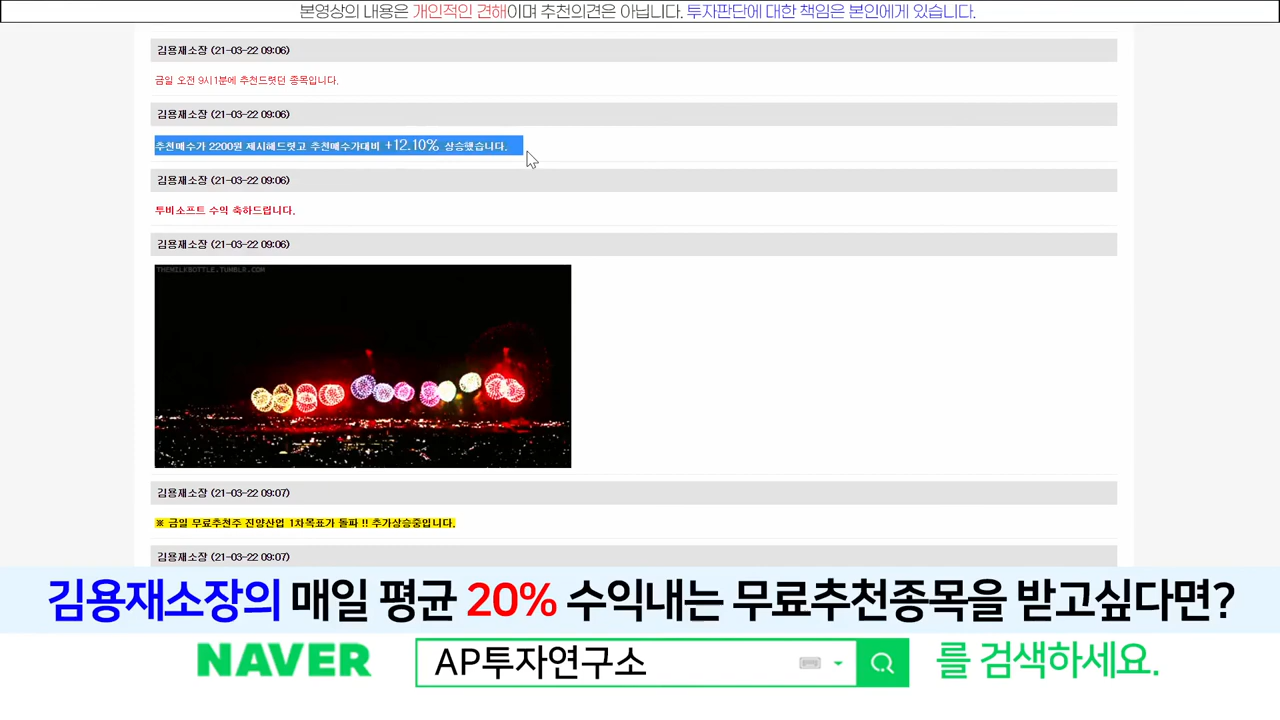 본영상의 내용은 개인적인 견해이며 추천의견은 아닙니다. 투자판단에 대한 책임은 본인에게 있습니다.
김용재소장 (21-03-22 09:06)
금일 오전 9시1분에 추천드렷던 종목입니다.
김용재소장 (21-03-22 09:06)
추천매수가 2200원 제시해드렷고 추천매수가대비 +12.10% 상승했습니다.
김용재소장 (21-03-22 09:06)
투비소프트 수익 축하드립니다.
김용재소장 (21-03-22 09:06)
THEMILKBOTTLE.TUMBLR.COM
김용재소장 (21-03-22 09:07)
※ 금일 무료추천주 진양산업 1차목표가 돌파 !! 추가상승중입니다.
김용재소장 (21-03-22 09:07)
김용재소장의 매일 평균 20% 수익내는 무료추천종목을 받고싶다면?
NAVER AP투자연구소 를 검색하세요.